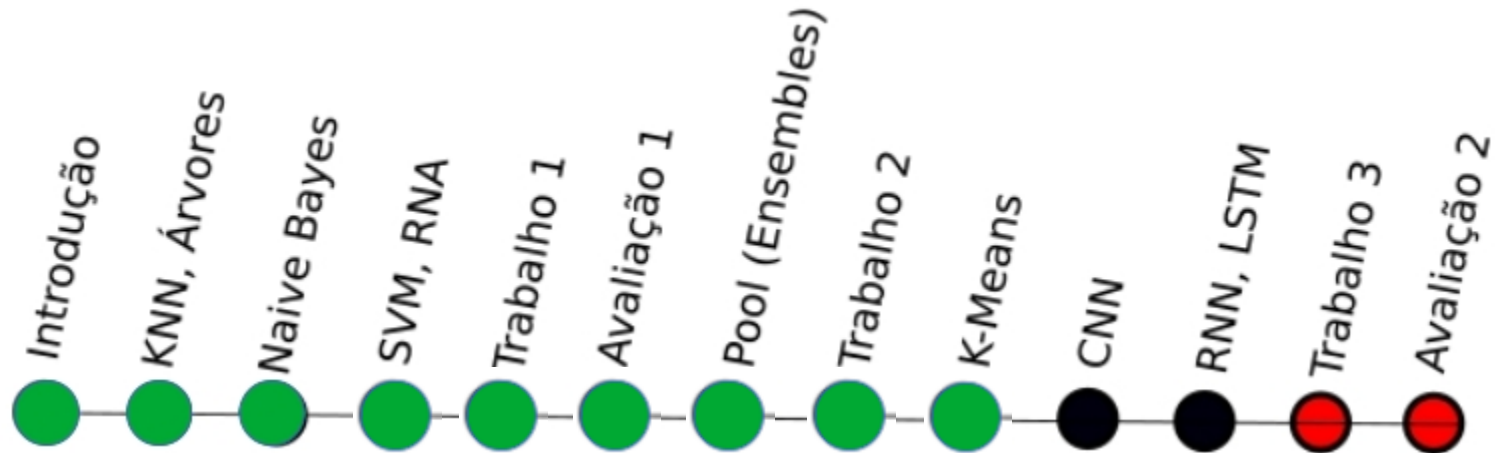 Introdução
KNN, Árvores
Naive Bayes
SVM, RNA
Trabalho 1
Avaliação 1
Pool (Ensembles)
Trabalho 2
K-Means
CNN
RNN, LSTM
Trabalho 3
Avaliação 2